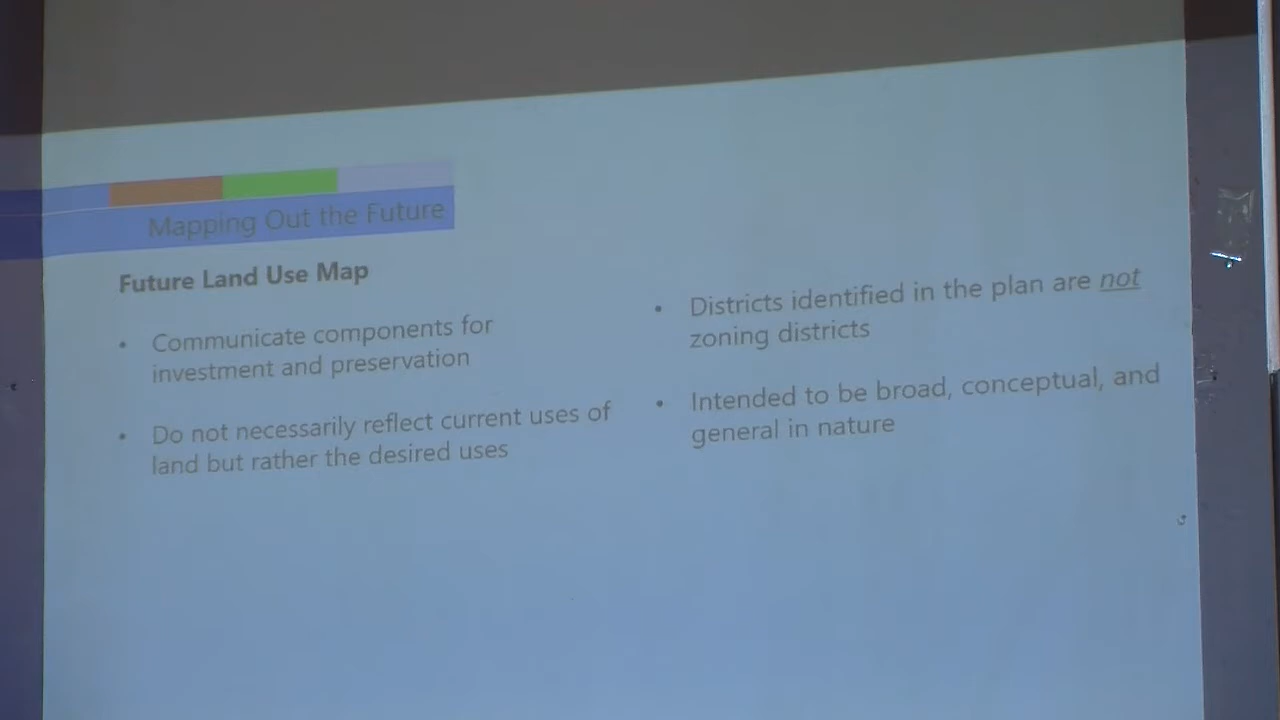 Mapping Out the Future
Future Land Use Map
• Communicate components for
investment and preservation
• Do not necessarily reflect current uses of
land but rather the desired uses
• Districts identified in the plan are not
zoning districts
• Intended to be broad, conceptual, and
general in nature